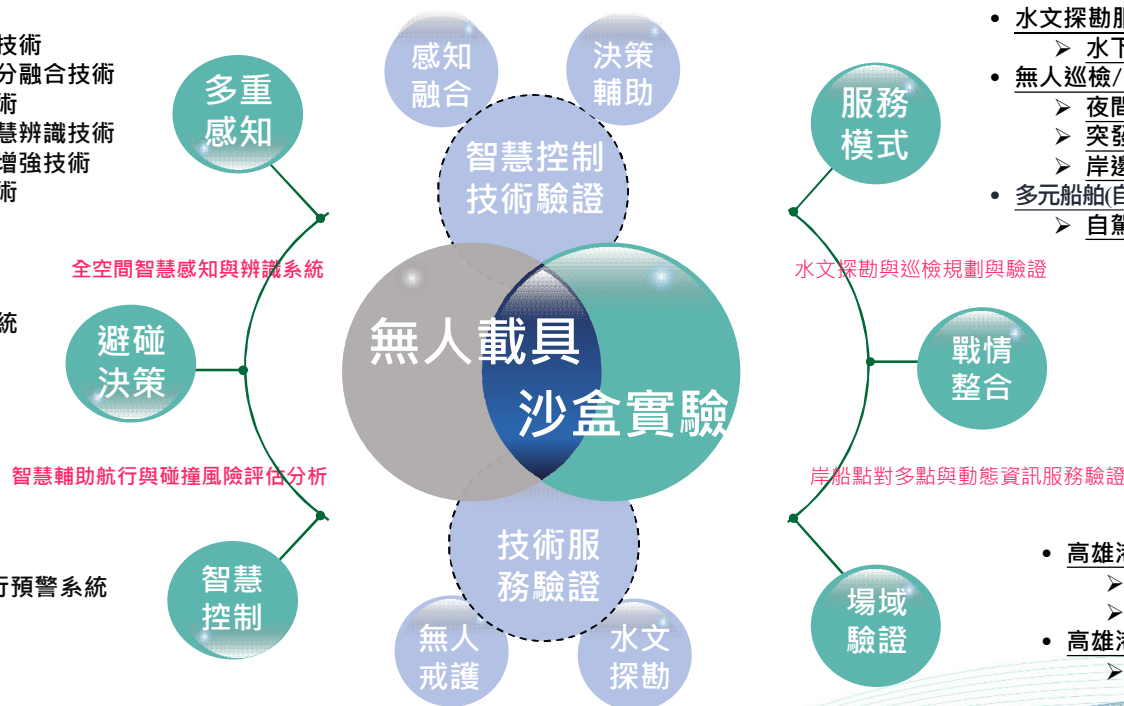 技術
分融合技術
術
慧辨識技術
增強技術
術
多重
感知
全空間智慧感知與辨識系統
統
避碰
決策
智慧輔助航行與碰撞風險評估分析
行預警系統
智慧
控制
感知
融合
決策
輔助
智慧控制
技術驗證
無人載具
沙盒實驗
技術服
務驗證
無人
戒護
水文
探勘
服務
模式
• 水文探勘服
➢ 水下
• 無人巡檢/
➢ 夜間
➢ 突發
➢ 岸邊
• 多元船舶(自
➢ 自駕
水文探勘與巡檢規劃與驗證
戰情
整合
岸船點對多點與動態資訊服務驗證
場域
驗證
• 高雄港
➢
➢
• 高雄港
➢